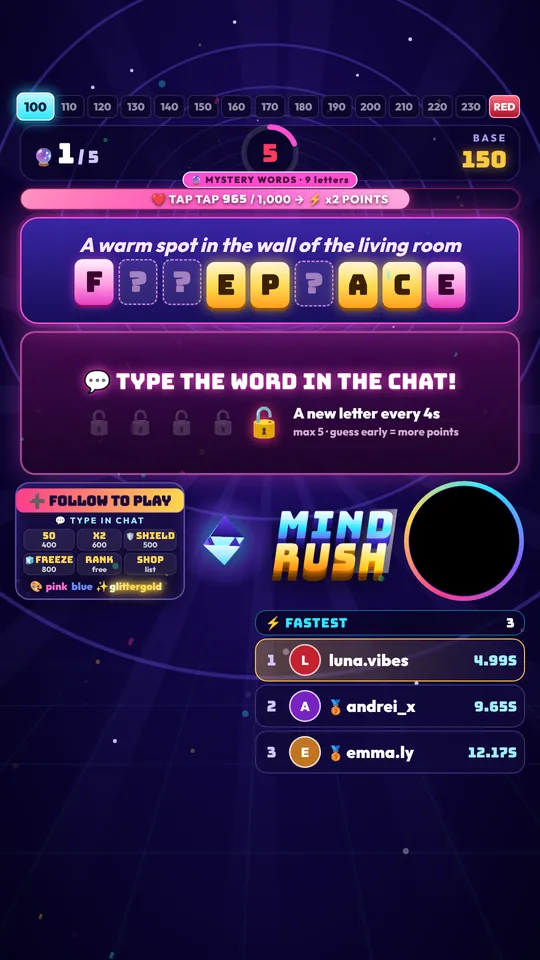 100 110 120 130 140 150 160 170 180 190 200 210 220 230 RED
🔮 1 / 5
5
BASE
150
🔮 MYSTERY WORDS · 9 letters
❤️ TAP TAP 965 / 1,000 → ⚡ x2 POINTS
A warm spot in the wall of the living room
F ? ? E P ? A C E
💬 TYPE THE WORD IN THE CHAT!
A new letter every 4s
max 5 · guess early = more points
➕ FOLLOW TO PLAY
💬 TYPE IN CHAT
50 X2 🛡️SHIELD
400 600 500
🧊FREEZE RANK SHOP
800 free list
🎨 pink blue ✨glittergold
MIND
RUSH
⚡ FASTEST 3
1 L luna.vibes 4.99S
2 A 🥉 andrei_x 9.65S
3 E 🥉 emma.ly 12.17S